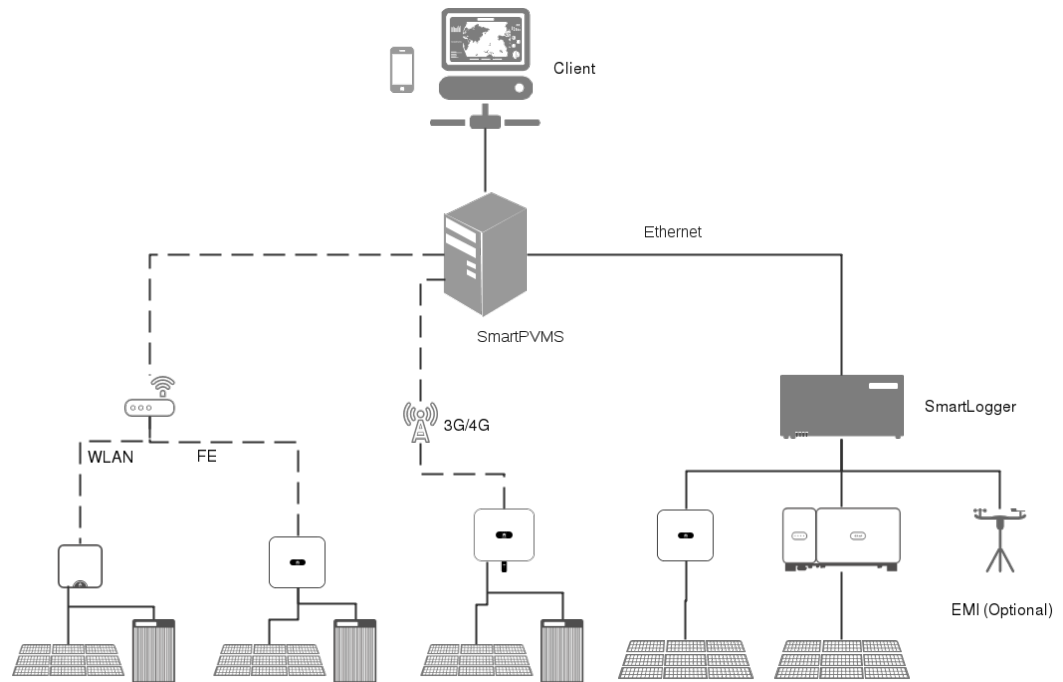 Client
Ethernet
SmartPVMS
SmartLogger
3G/4G
WLAN
FE
EMI (Optional)